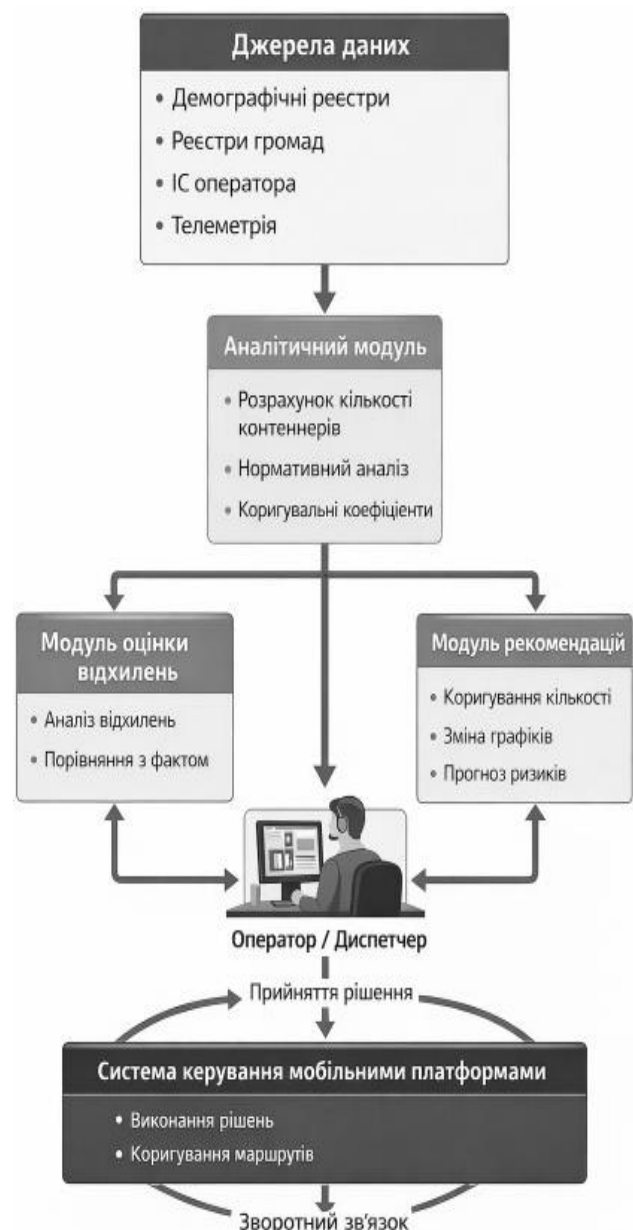 Джерела даних
• Демографічні реєстри
• Реєстри громад
• ІС оператора
• Телеметрія
Аналітичний модуль
• Розрахунок кількості
контеннерів
• Нормативний аналіз
• Коригувальні коефіцієнти
Модуль оцінки
відхилень
• Аналіз відхилень
• Порівняння з фактом
Модуль рекомендацій
• Коригування кількості
• Зміна графіків
• Прогноз ризиків
Оператор / Диспетчер
Прийняття рішення
Система керування мобільними платформами
• Виконання рішень
• Коригування маршрутів
Зворотний зв'язок